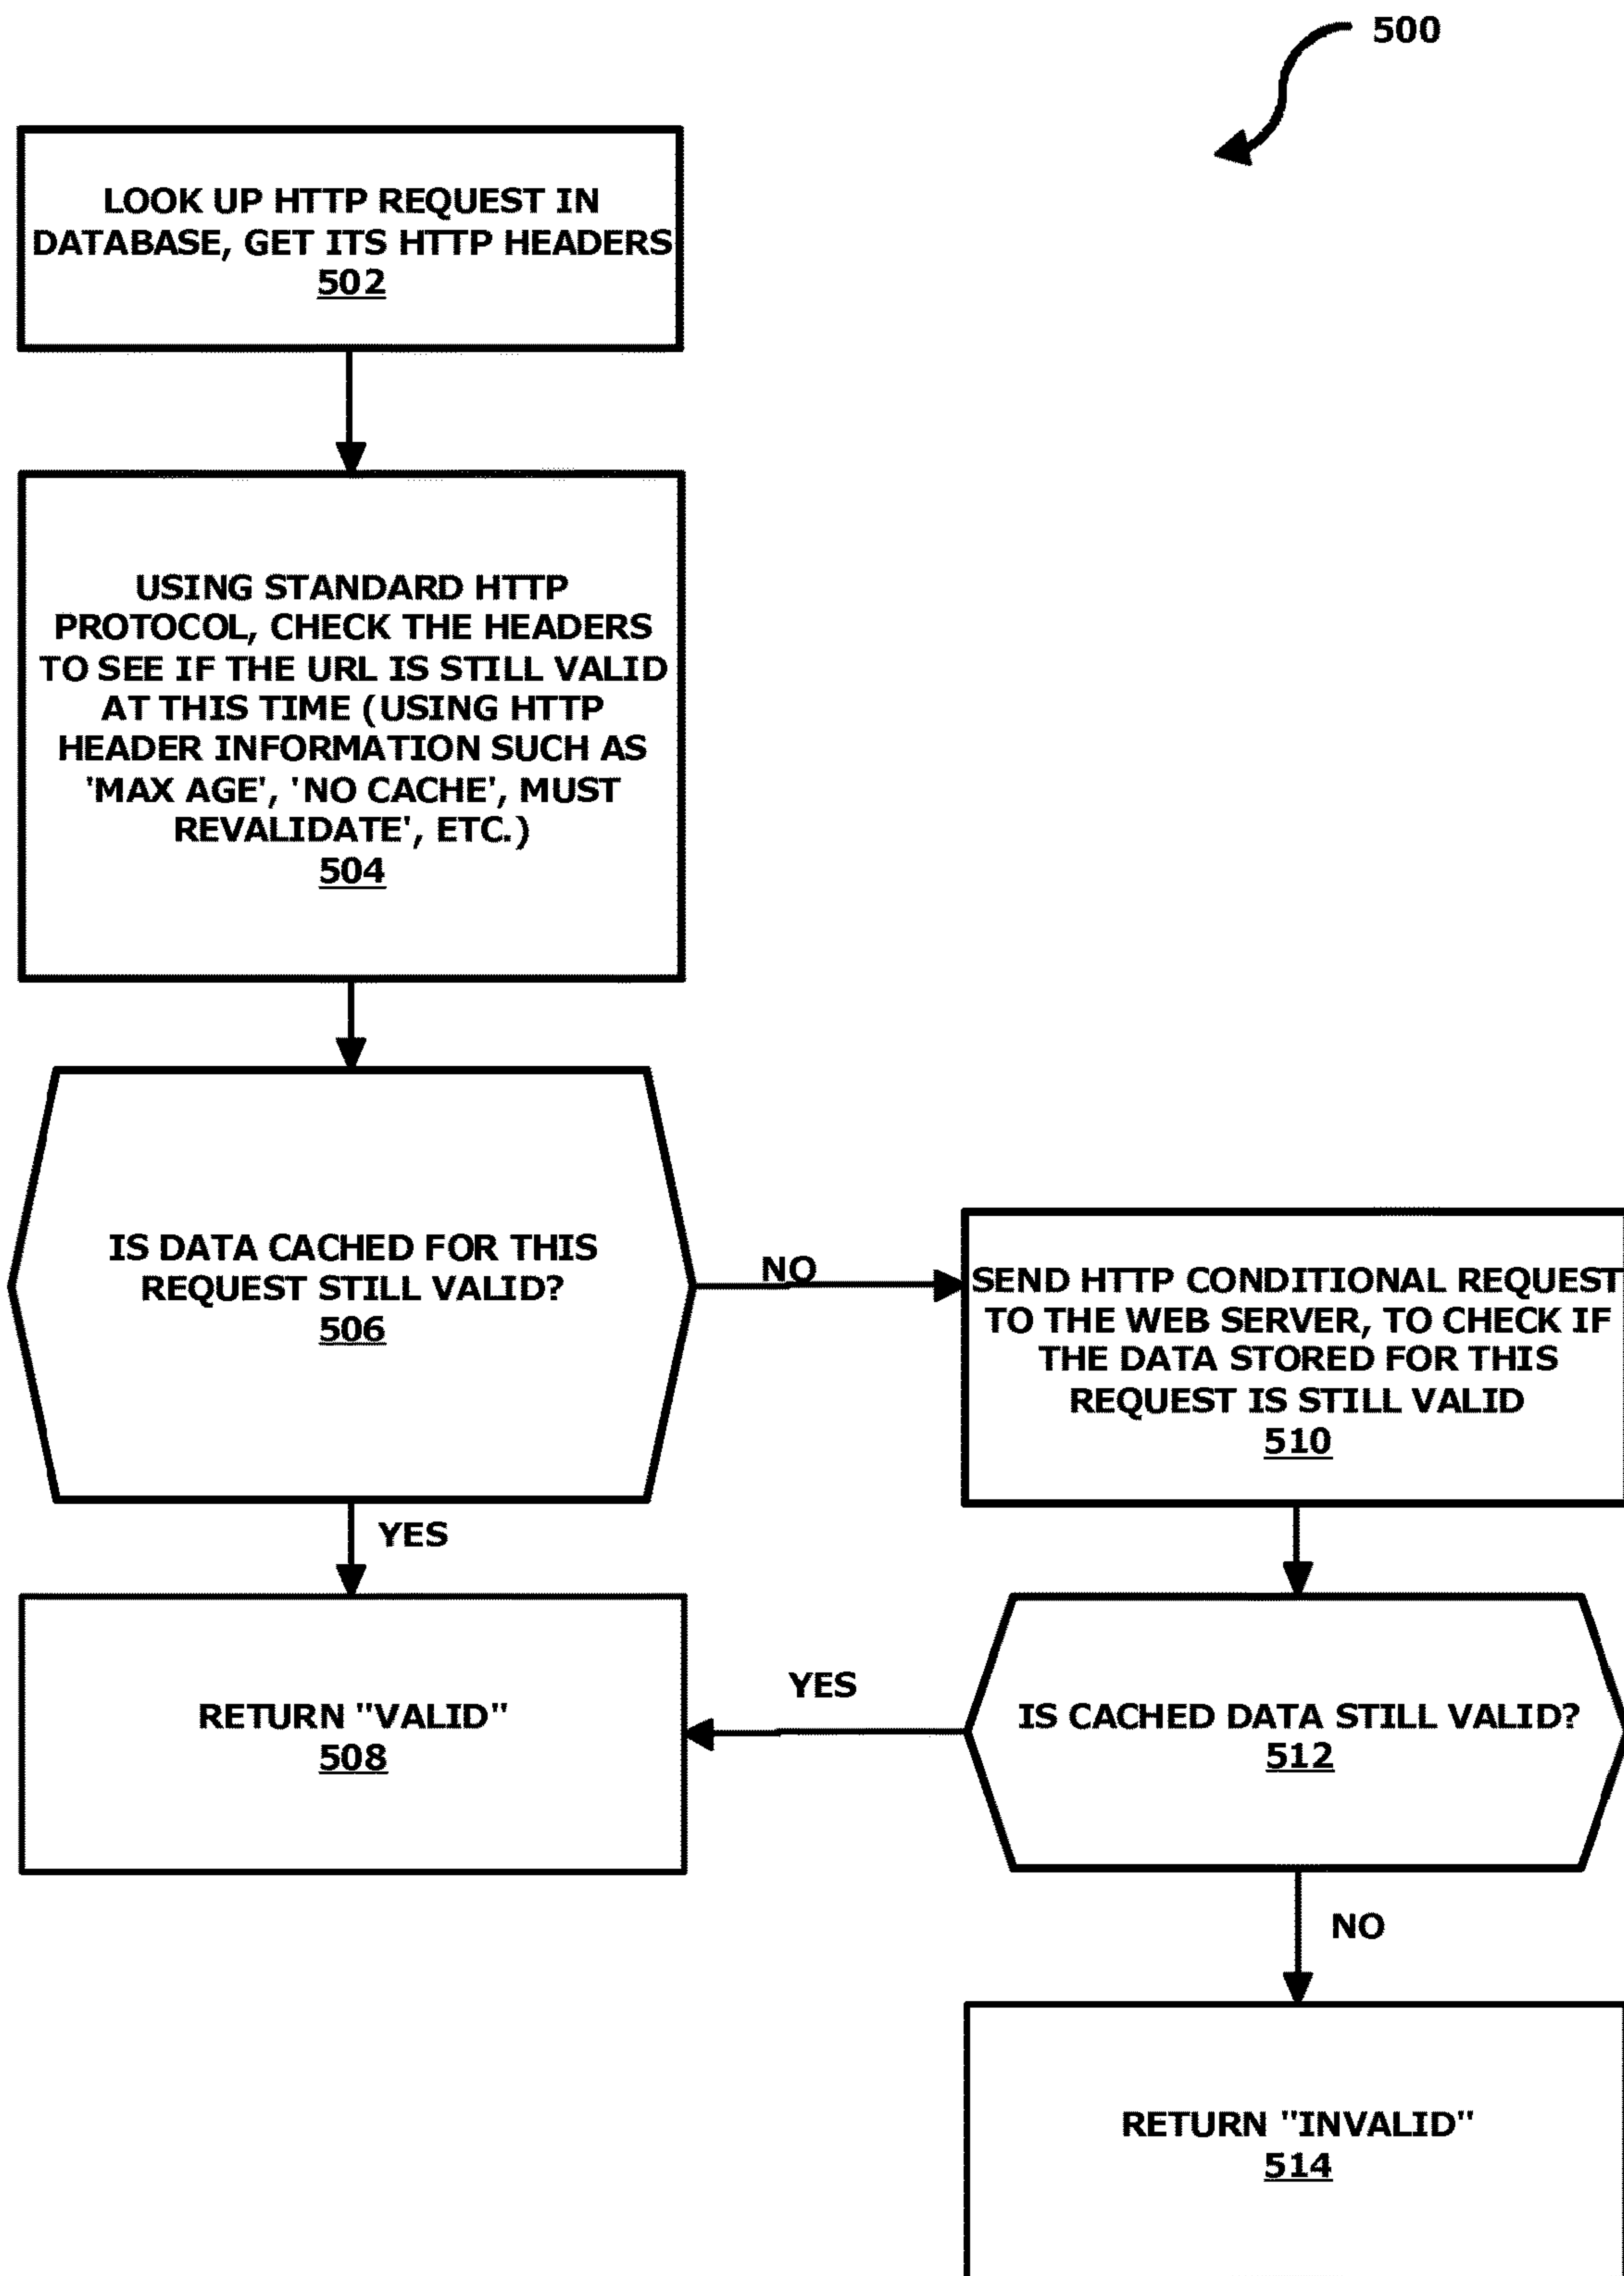 500
LOOK UP HTTP REQUEST IN
DATABASE, GET ITS HTTP HEADERS
502
USING STANDARD HTTP
PROTOCOL, CHECK THE HEADERS
TO SEE IF THE URL IS STILL VALID
AT THIS TIME (USING HTTP
HEADER INFORMATION SUCH AS
'MAX AGE', 'NO CACHE', MUST
REVALIDATE', ETC.)
504
IS DATA CACHED FOR THIS
REQUEST STILL VALID?
506
NO
SEND HTTP CONDITIONAL REQUEST
TO THE WEB SERVER, TO CHECK IF
THE DATA STORED FOR THIS
REQUEST IS STILL VALID
510
YES
RETURN "VALID"
508
YES
IS CACHED DATA STILL VALID?
512
NO
RETURN "INVALID"
514